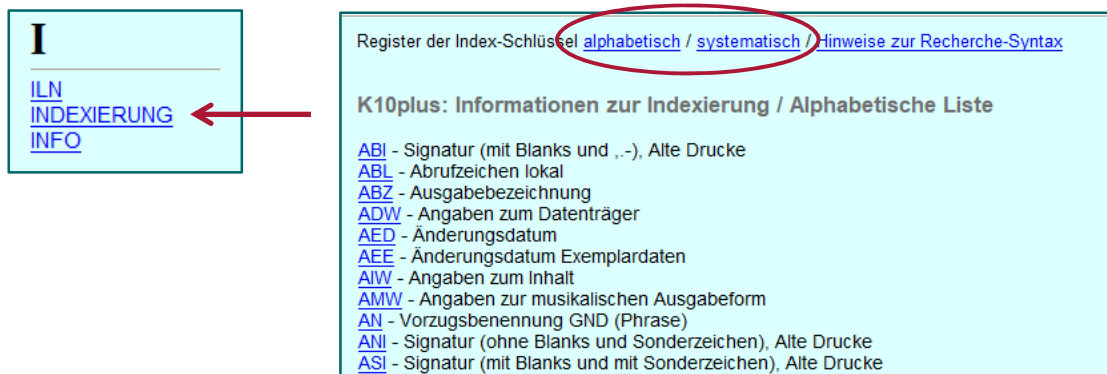 I
ILN
INDEXIERUNG
INFO
Register der Index-Schlüssel alphabetisch / systematisch / Hinweise zur Recherche-Syntax
K10plus: Informationen zur Indexierung / Alphabetische Liste
ABI - Signatur (mit Blanks und ,.-), Alte Drucke
ABL - Abrufzeichen lokal
ABZ - Ausgabebezeichnung
ADW - Angaben zum Datenträger
AED - Änderungsdatum
AEE - Änderungsdatum Exemplardaten
AIW - Angaben zum Inhalt
AMW - Angaben zur musikalischen Ausgabeform
AN - Vorzugsbenennung GND (Phrase)
ANI - Signatur (ohne Blanks und Sonderzeichen), Alte Drucke
ASI - Signatur (mit Blanks und mit Sonderzeichen), Alte Drucke